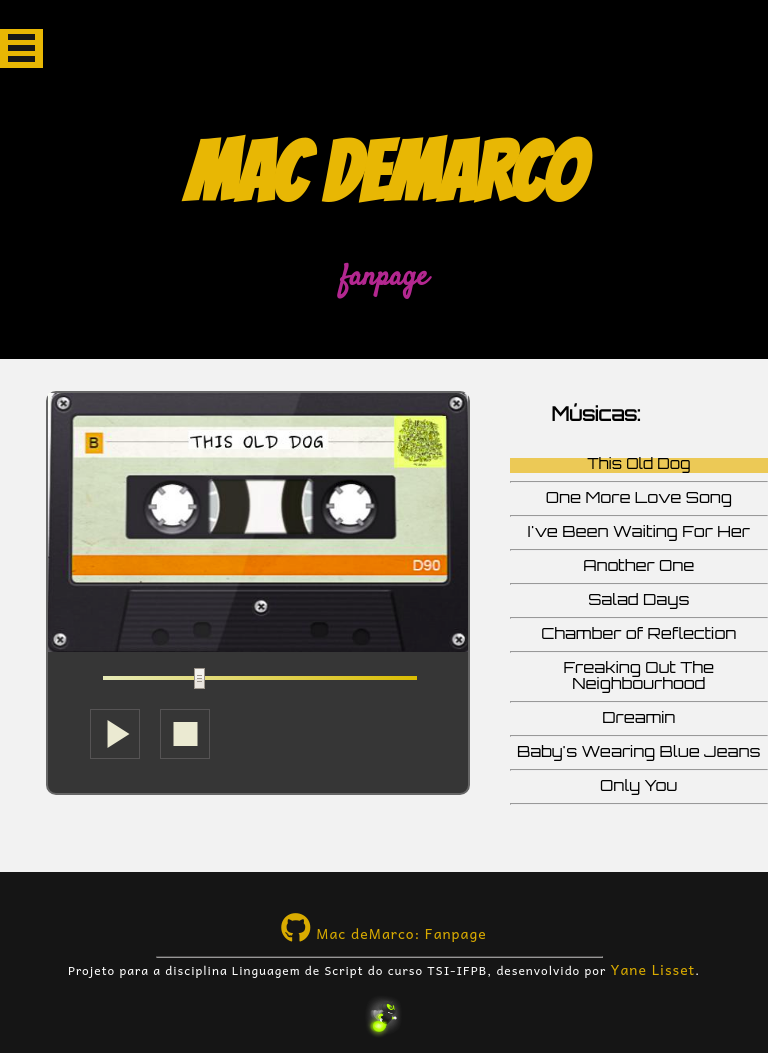 MAC DEMARCO
fanpage
B
THIS OLD DOG
D90
Músicas:
This Old Dog
One More Love Song
I've Been Waiting For Her
Another One
Salad Days
Chamber of Reflection
Freaking Out The
Neighbourhood
Dreamin
Baby's Wearing Blue Jeans
Only You
Mac deMarco: Fanpage
Projeto para a disciplina Linguagem de Script do curso TSI-IFPB, desenvolvido por Yane Lisset.